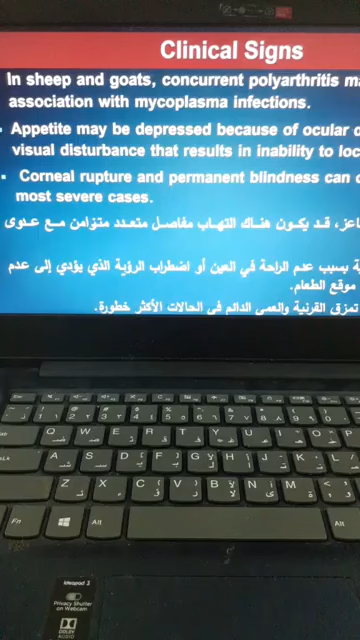 Clinical Signs
In sheep and goats, concurrent polyarthritis
association with mycoplasma infections.
Appetite may be depressed because of ocular
visual disturbance that results in inability to
Corneal rupture and permanent blindness can
most severe cases.
قد يكون هناك التهاب مفاصل متعدد متزامن مع عدوى
بسبب عدم الراحة في العين أو اضطراب الرؤية الذي يؤدي إلى عدم
موقع الطعام.
تمزق القرنية والعمى الدائم في الحالات الأكثر خطورة.
Q W E R T Y U I O P
A S D F G H J K L
Z X C V B N M
Fn Alt Alt
ideapad 3
Privacy Shutter
on Webcam
DOLBY
AUDIO